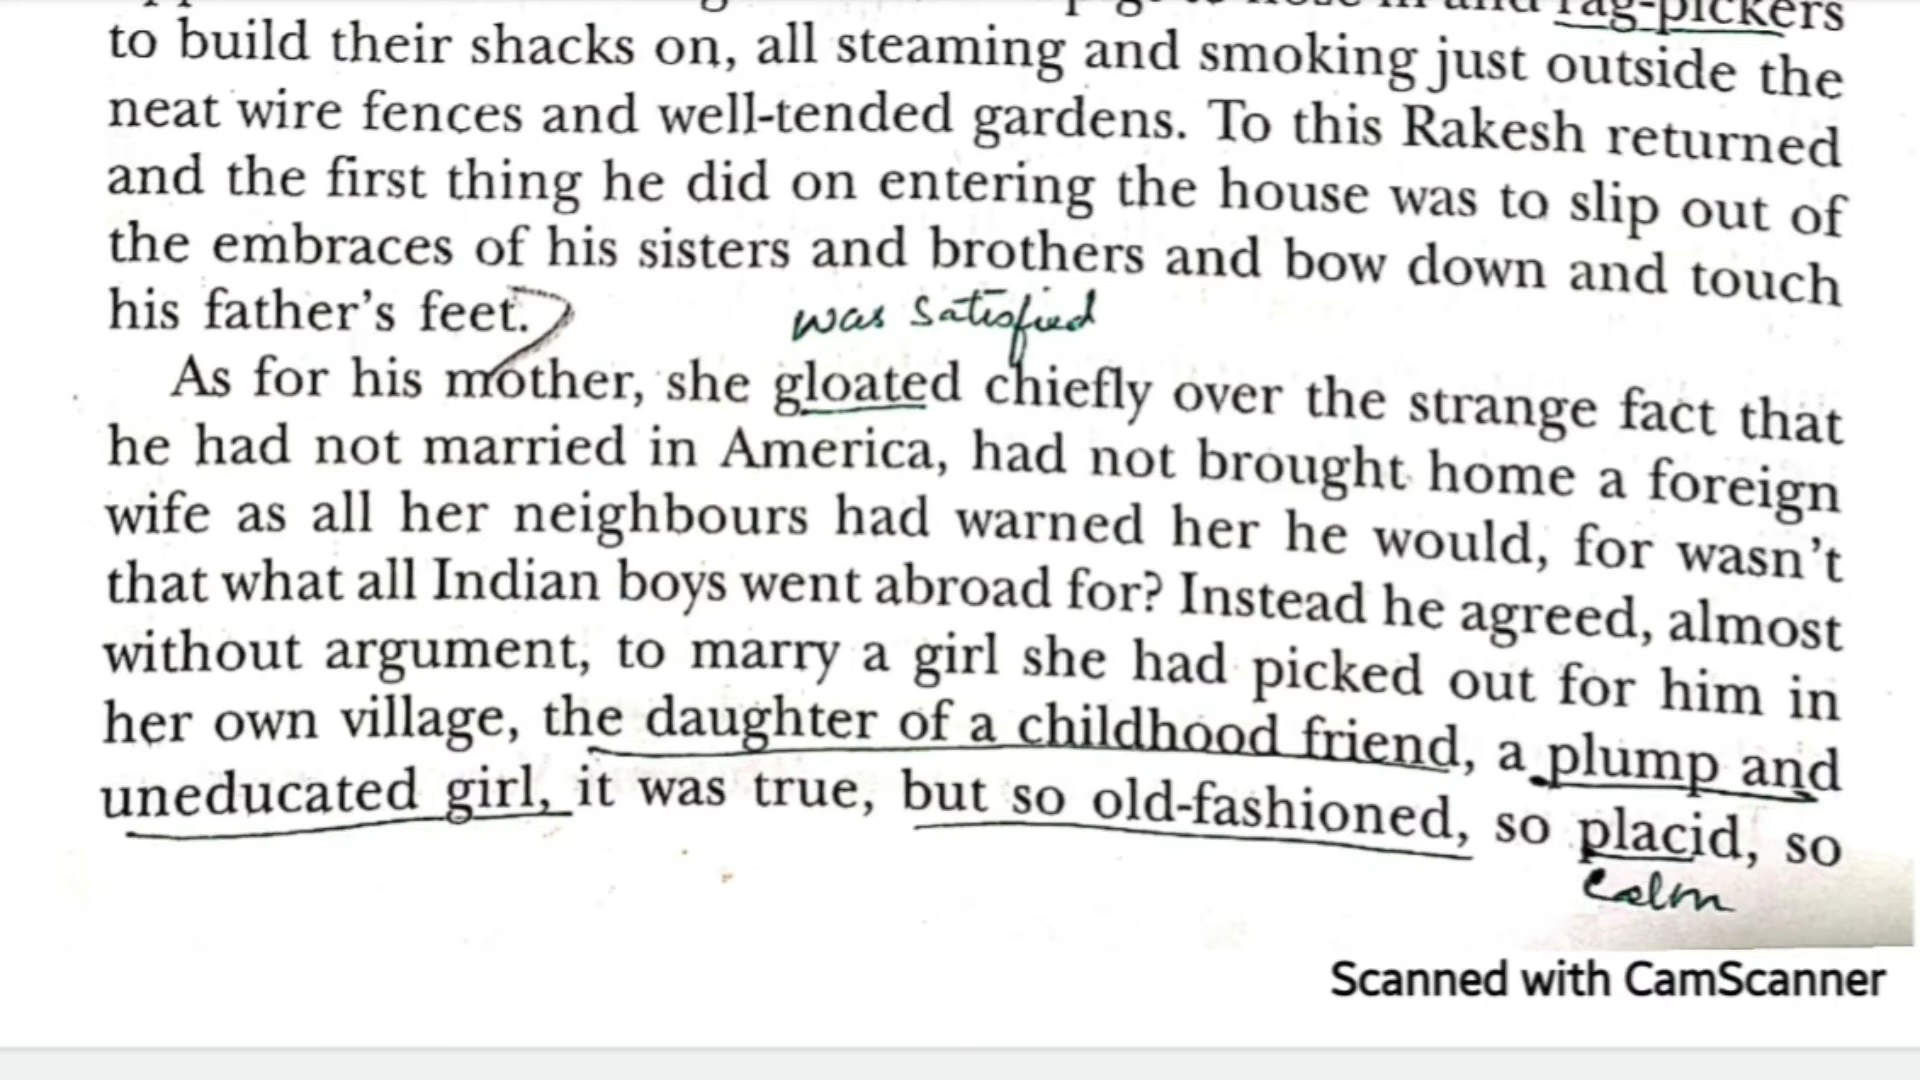 rag-pickers
to build their shacks on, all steaming and smoking just outside the
neat wire fences and well-tended gardens. To this Rakesh returned
and the first thing he did on entering the house was to slip out of
the embraces of his sisters and brothers and bow down and touch
his father's feet.
was satisfied
As for his mother, she gloated chiefly over the strange fact that
he had not married in America, had not brought home a foreign
wife as all her neighbours had warned her he would, for wasn't
that what all Indian boys went abroad for? Instead he agreed, almost
without argument, to marry a girl she had picked out for him in
her own village, the daughter of a childhood friend, a plump and
uneducated girl, it was true, but so old-fashioned, so placid, so
calm
Scanned with CamScanner